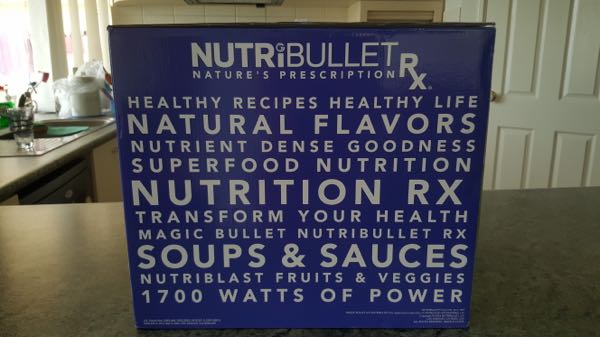 NUTRiBULLET Rx
NATURE'S PRESCRIPTION
HEALTHY RECIPES HEALTHY LIFE
NATURAL FLAVORS
NUTRIENT DENSE GOODNESS
SUPERFOOD NUTRITION
NUTRITION RX
TRANSFORM YOUR HEALTH
MAGIC BULLET NUTRIBULLET RX
SOUPS & SAUCES
NUTRIBLAST FRUITS & VEGGIES
1700 WATTS OF POWER